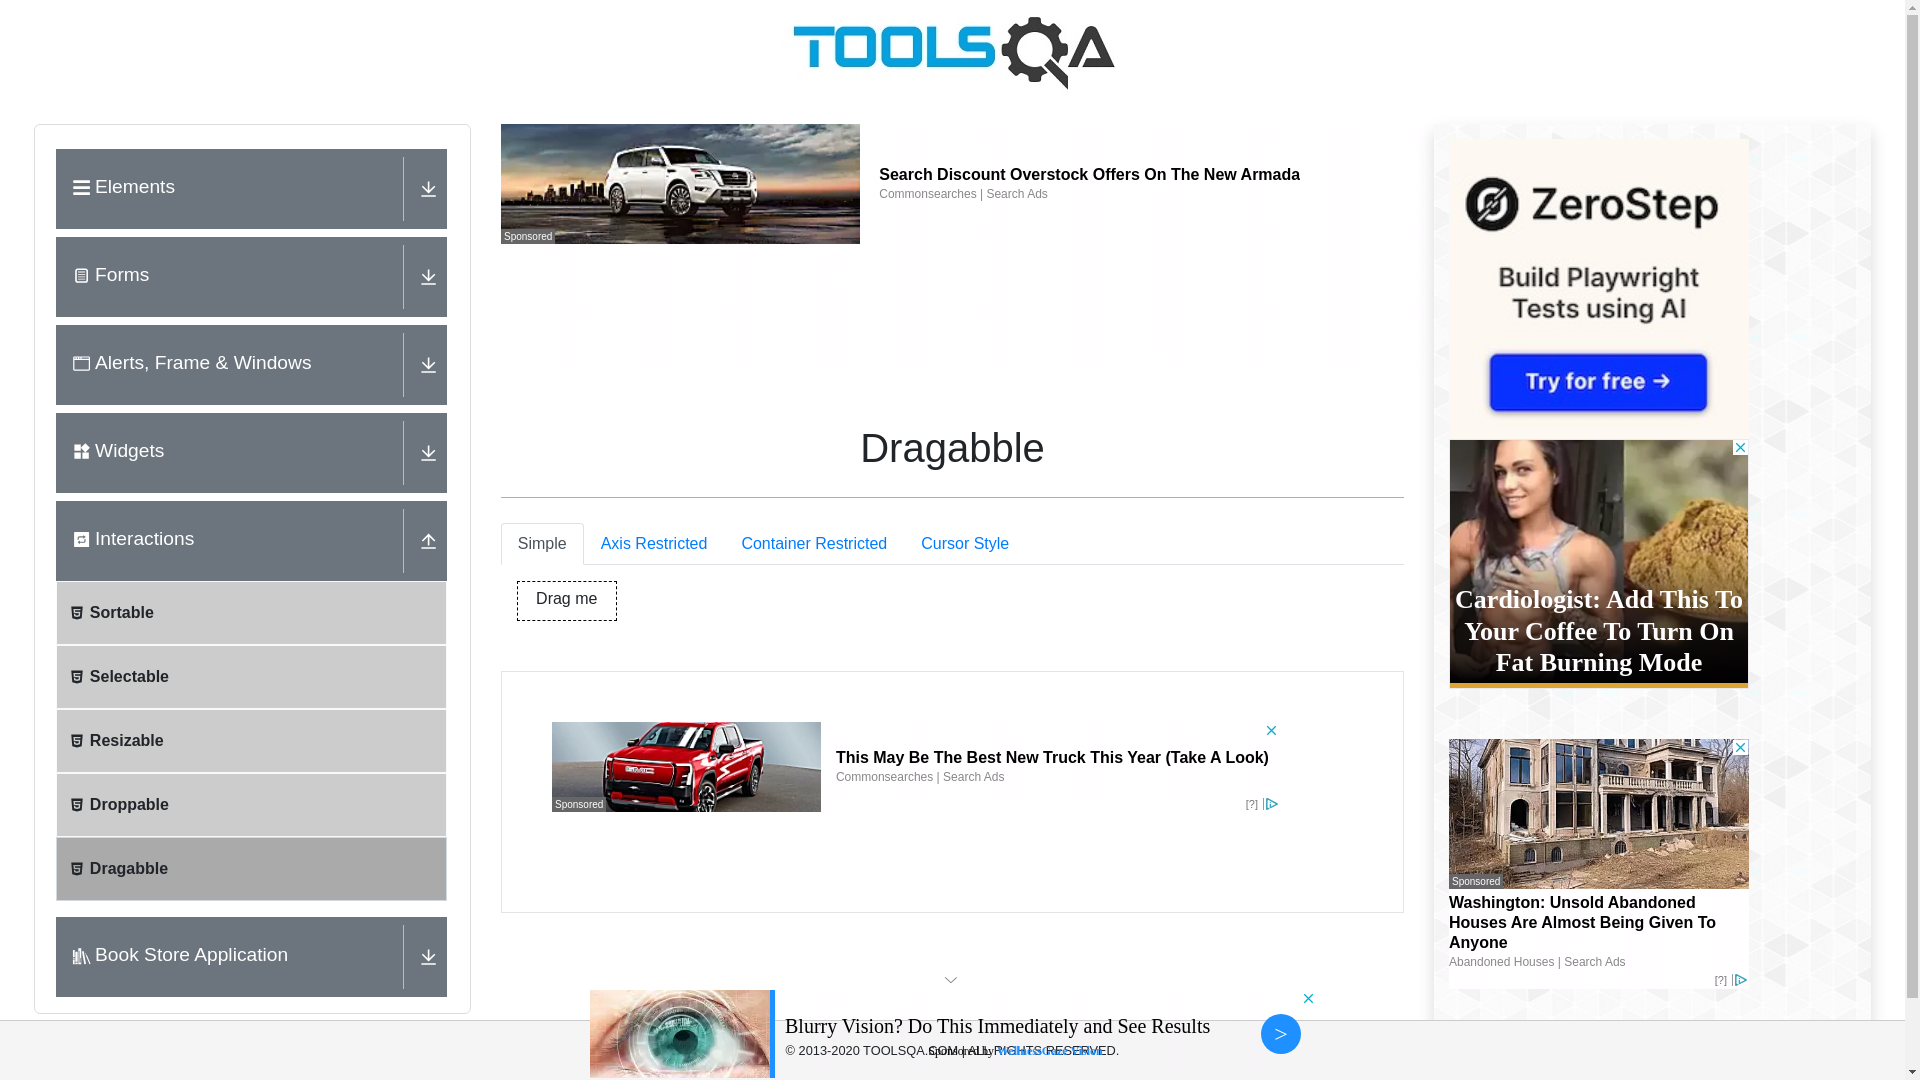 TOOLSQA
Elements
Forms
Alerts, Frame & Windows
Widgets
Interactions
Sortable
Selectable
Resizable
Droppable
Dragabble
Book Store Application
Sponsored
Search Discount Overstock Offers On The New Armada
Commonsearches | Search Ads
Dragabble
Simple
Axis Restricted
Container Restricted
Cursor Style
Drag me
Sponsored
This May Be The Best New Truck This Year (Take A Look)
Commonsearches | Search Ads
[?]
ZeroStep
Build Playwright
Tests using AI
Try for free →
Cardiologist: Add This To
Your Coffee To Turn On
Fat Burning Mode
Sponsored
Washington: Unsold Abandoned
Houses Are Almost Being Given To
Anyone
Abandoned Houses | Search Ads
[?]
Blurry Vision? Do This Immediately and See Results
>
© 2013-2020 TOOLSQA.COM | ALL RIGHTS RESERVED.
Sponsored by